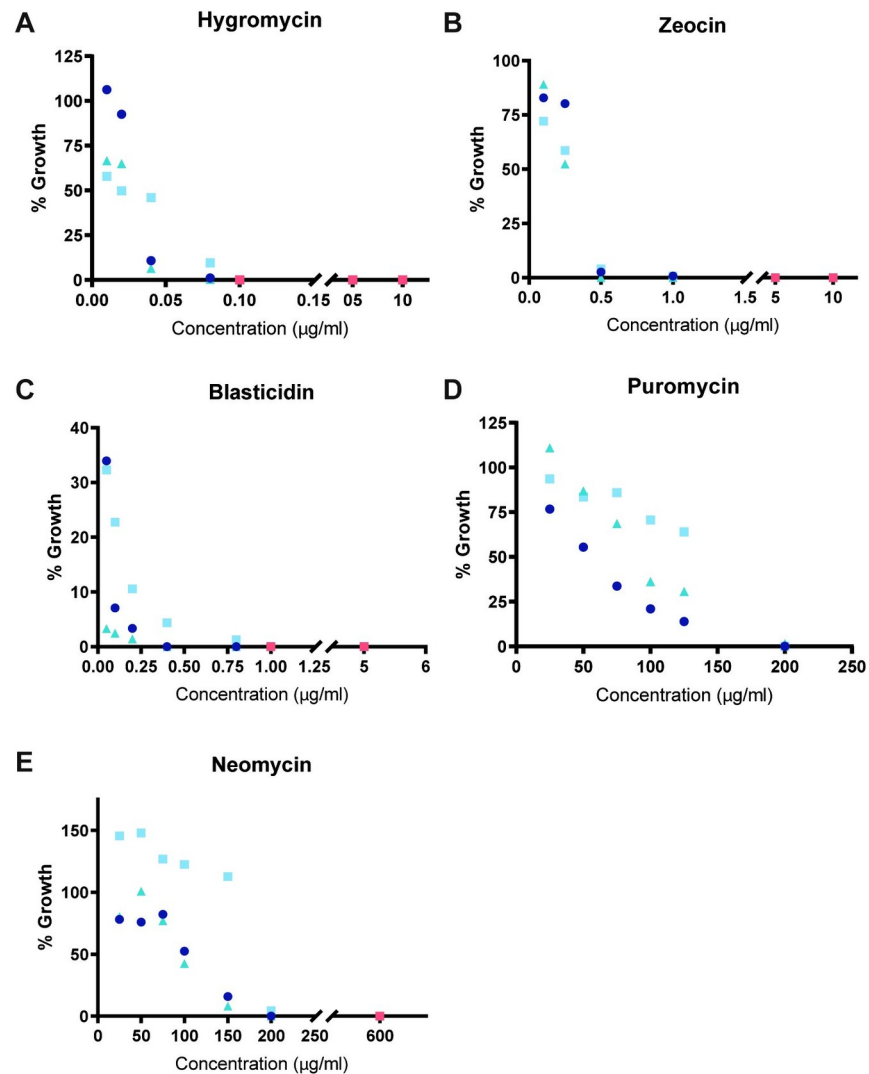 A
Hygromycin
125
100
75
50
25
0
% Growth
0.00 0.05 0.10 0.15 05 10
Concentration (µg/ml)
B
Zeocin
100
75
50
25
0
% Growth
0.0 0.5 1.0 1.5 5 10
Concentration (µg/ml)
C
Blasticidin
40
30
20
10
0
% Growth
0.00 0.25 0.50 0.75 1.00 1.25 5 6
Concentration (µg/ml)
D
Puromycin
125
100
75
50
25
0
% Growth
0 50 100 150 200 250
Concentration (µg/ml)
E
Neomycin
150
100
50
0
% Growth
0 50 100 150 200 250 600
Concentration (µg/ml)